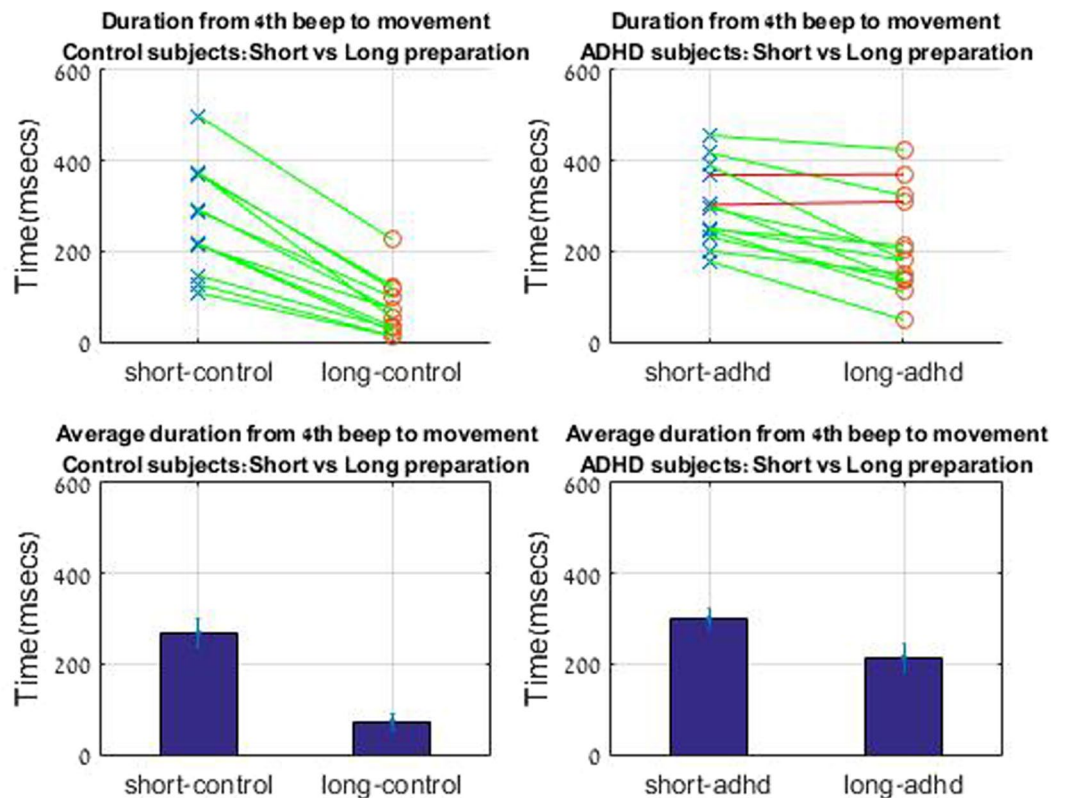 Duration from 4th beep to movement
Control subjects:Short vs Long preparation
600
400
200
0
Time(msecs)
short-control
long-control
Duration from 4th beep to movement
ADHD subjects: Short vs Long preparation
600
400
200
0
Time(msecs)
short-adhd
long-adhd
Average duration from 4th beep to movement
Control subjects:Short vs Long preparation
600
400
200
0
Time(msecs)
short-control
long-control
Average duration from 4th beep to movement
ADHD subjects: Short vs Long preparation
600
400
200
0
Time(msecs)
short-adhd
long-adhd